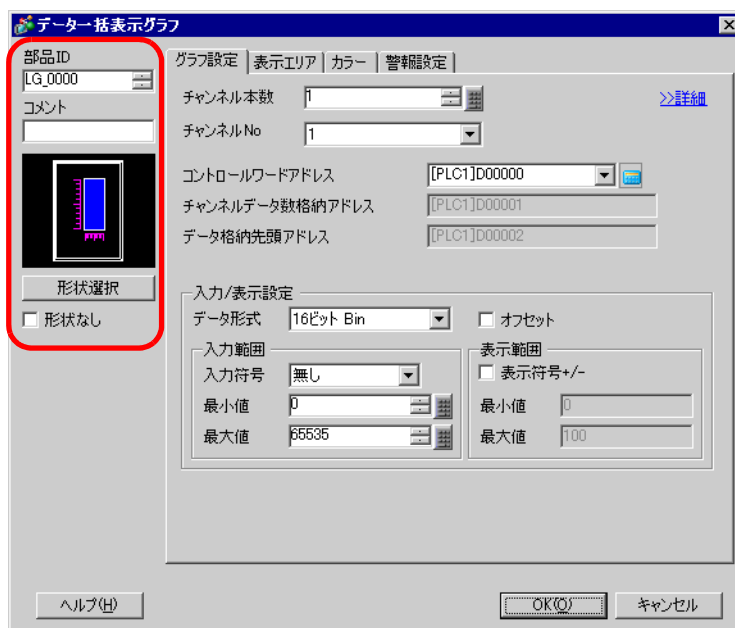 データ一括表示グラフ
部品ID
LG_0000
コメント
形状選択
形状なし
グラフ設定 表示エリア カラー 警報設定
チャンネル本数 1 >>詳細
チャンネルNo 1
コントロールワードアドレス [PLC1]D00000
チャンネルデータ数格納アドレス [PLC1]D00001
データ格納先頭アドレス [PLC1]D00002
入力/表示設定
データ形式 16ビット Bin オフセット
入力範囲 表示範囲
入力符号 無し 表示符号+/-
最小値 0 最小値 0
最大値 65535 最大値 100
ヘルプ(H) OK(O) キャンセル